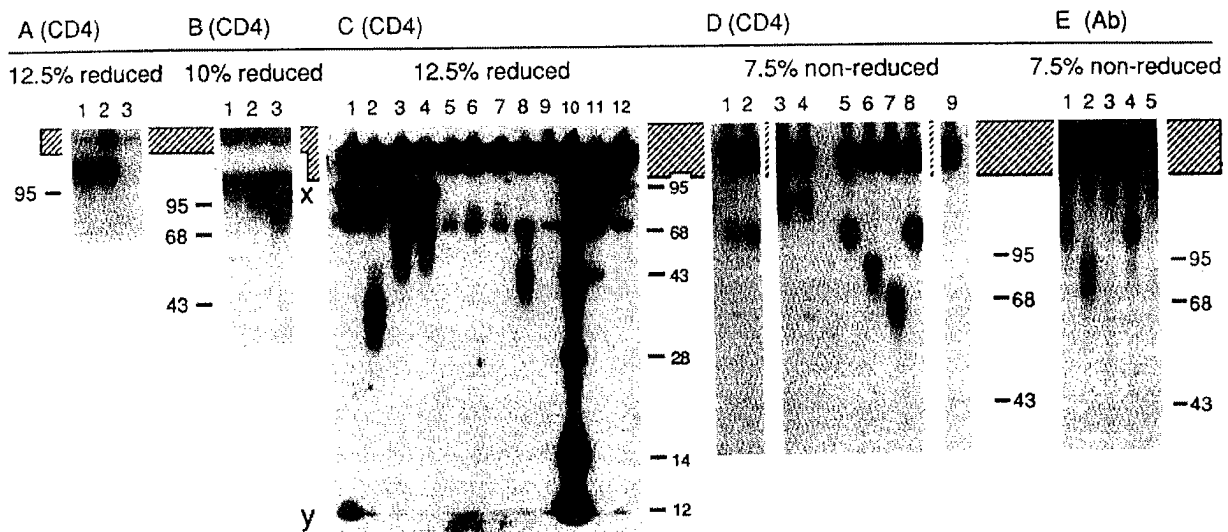 A (CD4) B (CD4) C (CD4) D (CD4) E (Ab)
12.5% reduced 10% reduced 12.5% reduced 7.5% non-reduced 7.5% non-reduced
1 2 3 1 2 3 1 2 3 4 5 6 7 8 9 10 11 12 1 2 3 4 5 6 7 8 9 1 2 3 4 5
95 95 68 43 x y
95 68 43 28 14 12
95 68 43
95 68 43